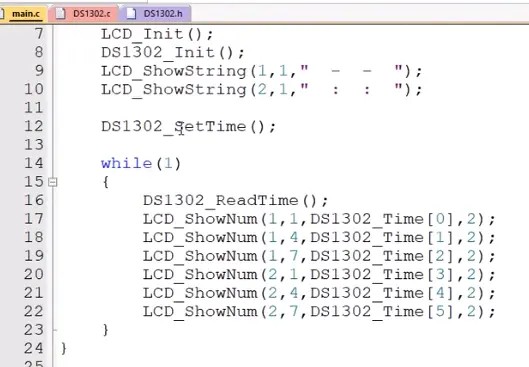 main.c DS1302.c DS1302.h
7 LCD_Init();
8 DS1302_Init();
9 LCD_ShowString(1,1,"  -  -  ");
10 LCD_ShowString(2,1,"  :  :  ");
11
12 DS1302_SetTime();
13
14 while(1)
15 {
16 DS1302_ReadTime();
17 LCD_ShowNum(1,1,DS1302_Time[0],2);
18 LCD_ShowNum(1,4,DS1302_Time[1],2);
19 LCD_ShowNum(1,7,DS1302_Time[2],2);
20 LCD_ShowNum(2,1,DS1302_Time[3],2);
21 LCD_ShowNum(2,4,DS1302_Time[4],2);
22 LCD_ShowNum(2,7,DS1302_Time[5],2);
23 }
24 }
25